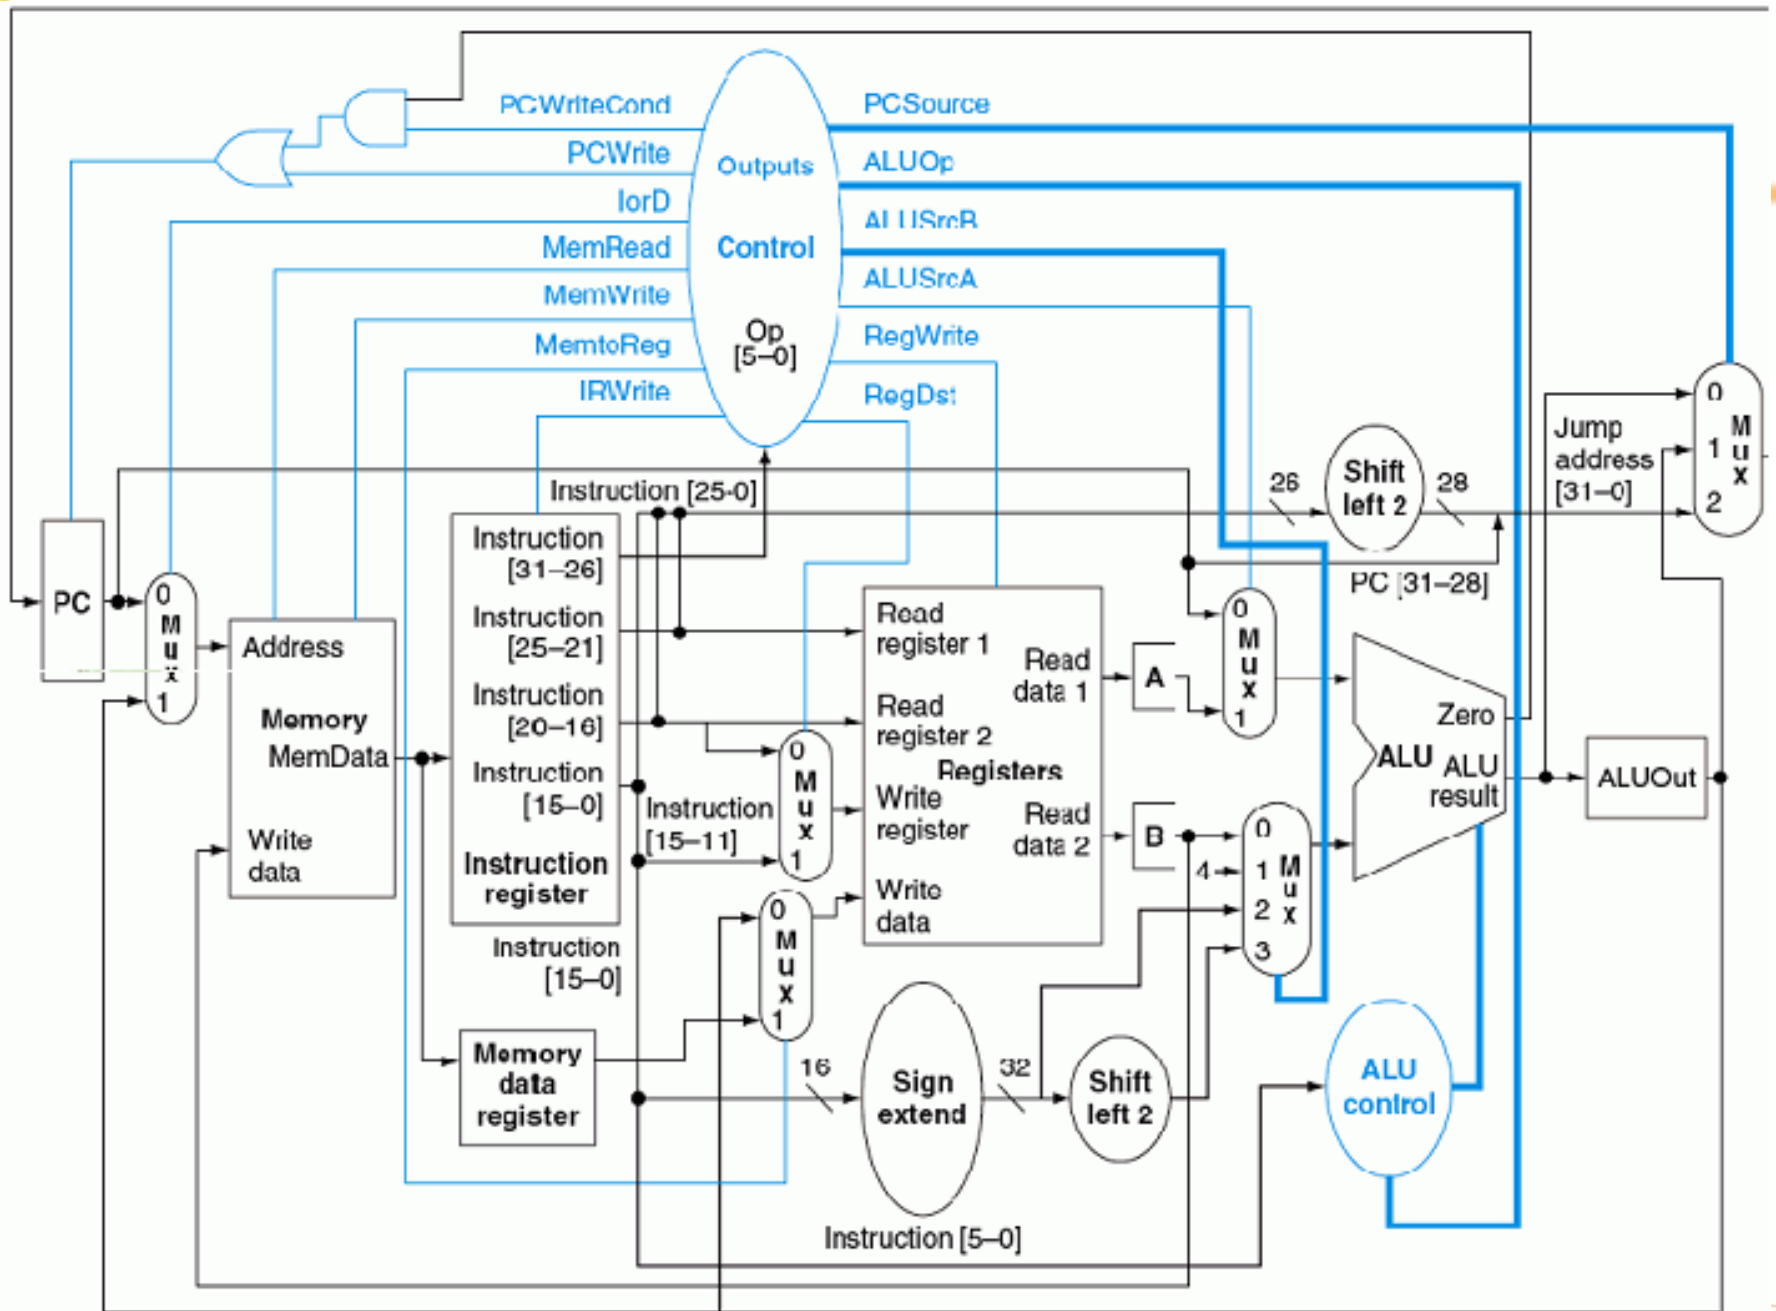 PCWriteCond
PCWrite
IorD
MemRead
MemWrite
MemtoReg
IRWrite
Outputs
Control
Op
[5–0]
PCSource
ALUOp
ALUSrcB
ALUSrcA
RegWrite
RegDst
Instruction [25-0]
26
Shift
left 2
28
Jump
address
[31–0]
0
1
2
M
u
x
PC [31–28]
PC
0
M
u
x
1
Address
Memory
MemData
Write
data
Instruction
[31–26]
Instruction
[25–21]
Instruction
[20–16]
Instruction
[15–0]
Instruction
register
Instruction
[15–11]
0
M
u
x
1
Read
register 1
Read
register 2
Registers
Write
register
Write
data
Read
data 1
Read
data 2
A
B
0
M
u
x
1
4
0
1
2
3
M
u
x
Zero
ALU
ALU
result
ALUOut
Instruction
[15–0]
0
M
u
x
1
Memory
data
register
16
Sign
extend
32
Shift
left 2
ALU
control
Instruction [5–0]